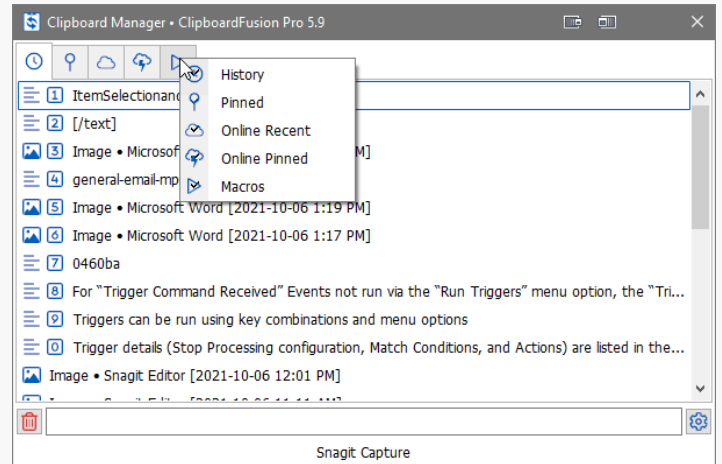 Clipboard Manager • ClipboardFusion Pro 5.9
History
Pinned
Online Recent
Online Pinned
Macros
1 ItemSelectionand
2 [/text]
3 Image • Microsof M]
4 general-email-mp
5 Image • Microsoft Word [2021-10-06 1:19 PM]
6 Image • Microsoft Word [2021-10-06 1:17 PM]
7 0460ba
8 For “Trigger Command Received” Events not run via the “Run Triggers” menu option, the “Tri...
9 Triggers can be run using key combinations and menu options
0 Trigger details (Stop Processing configuration, Match Conditions, and Actions) are listed in the...
Image • Snagit Editor [2021-10-06 12:01 PM]
Snagit Capture